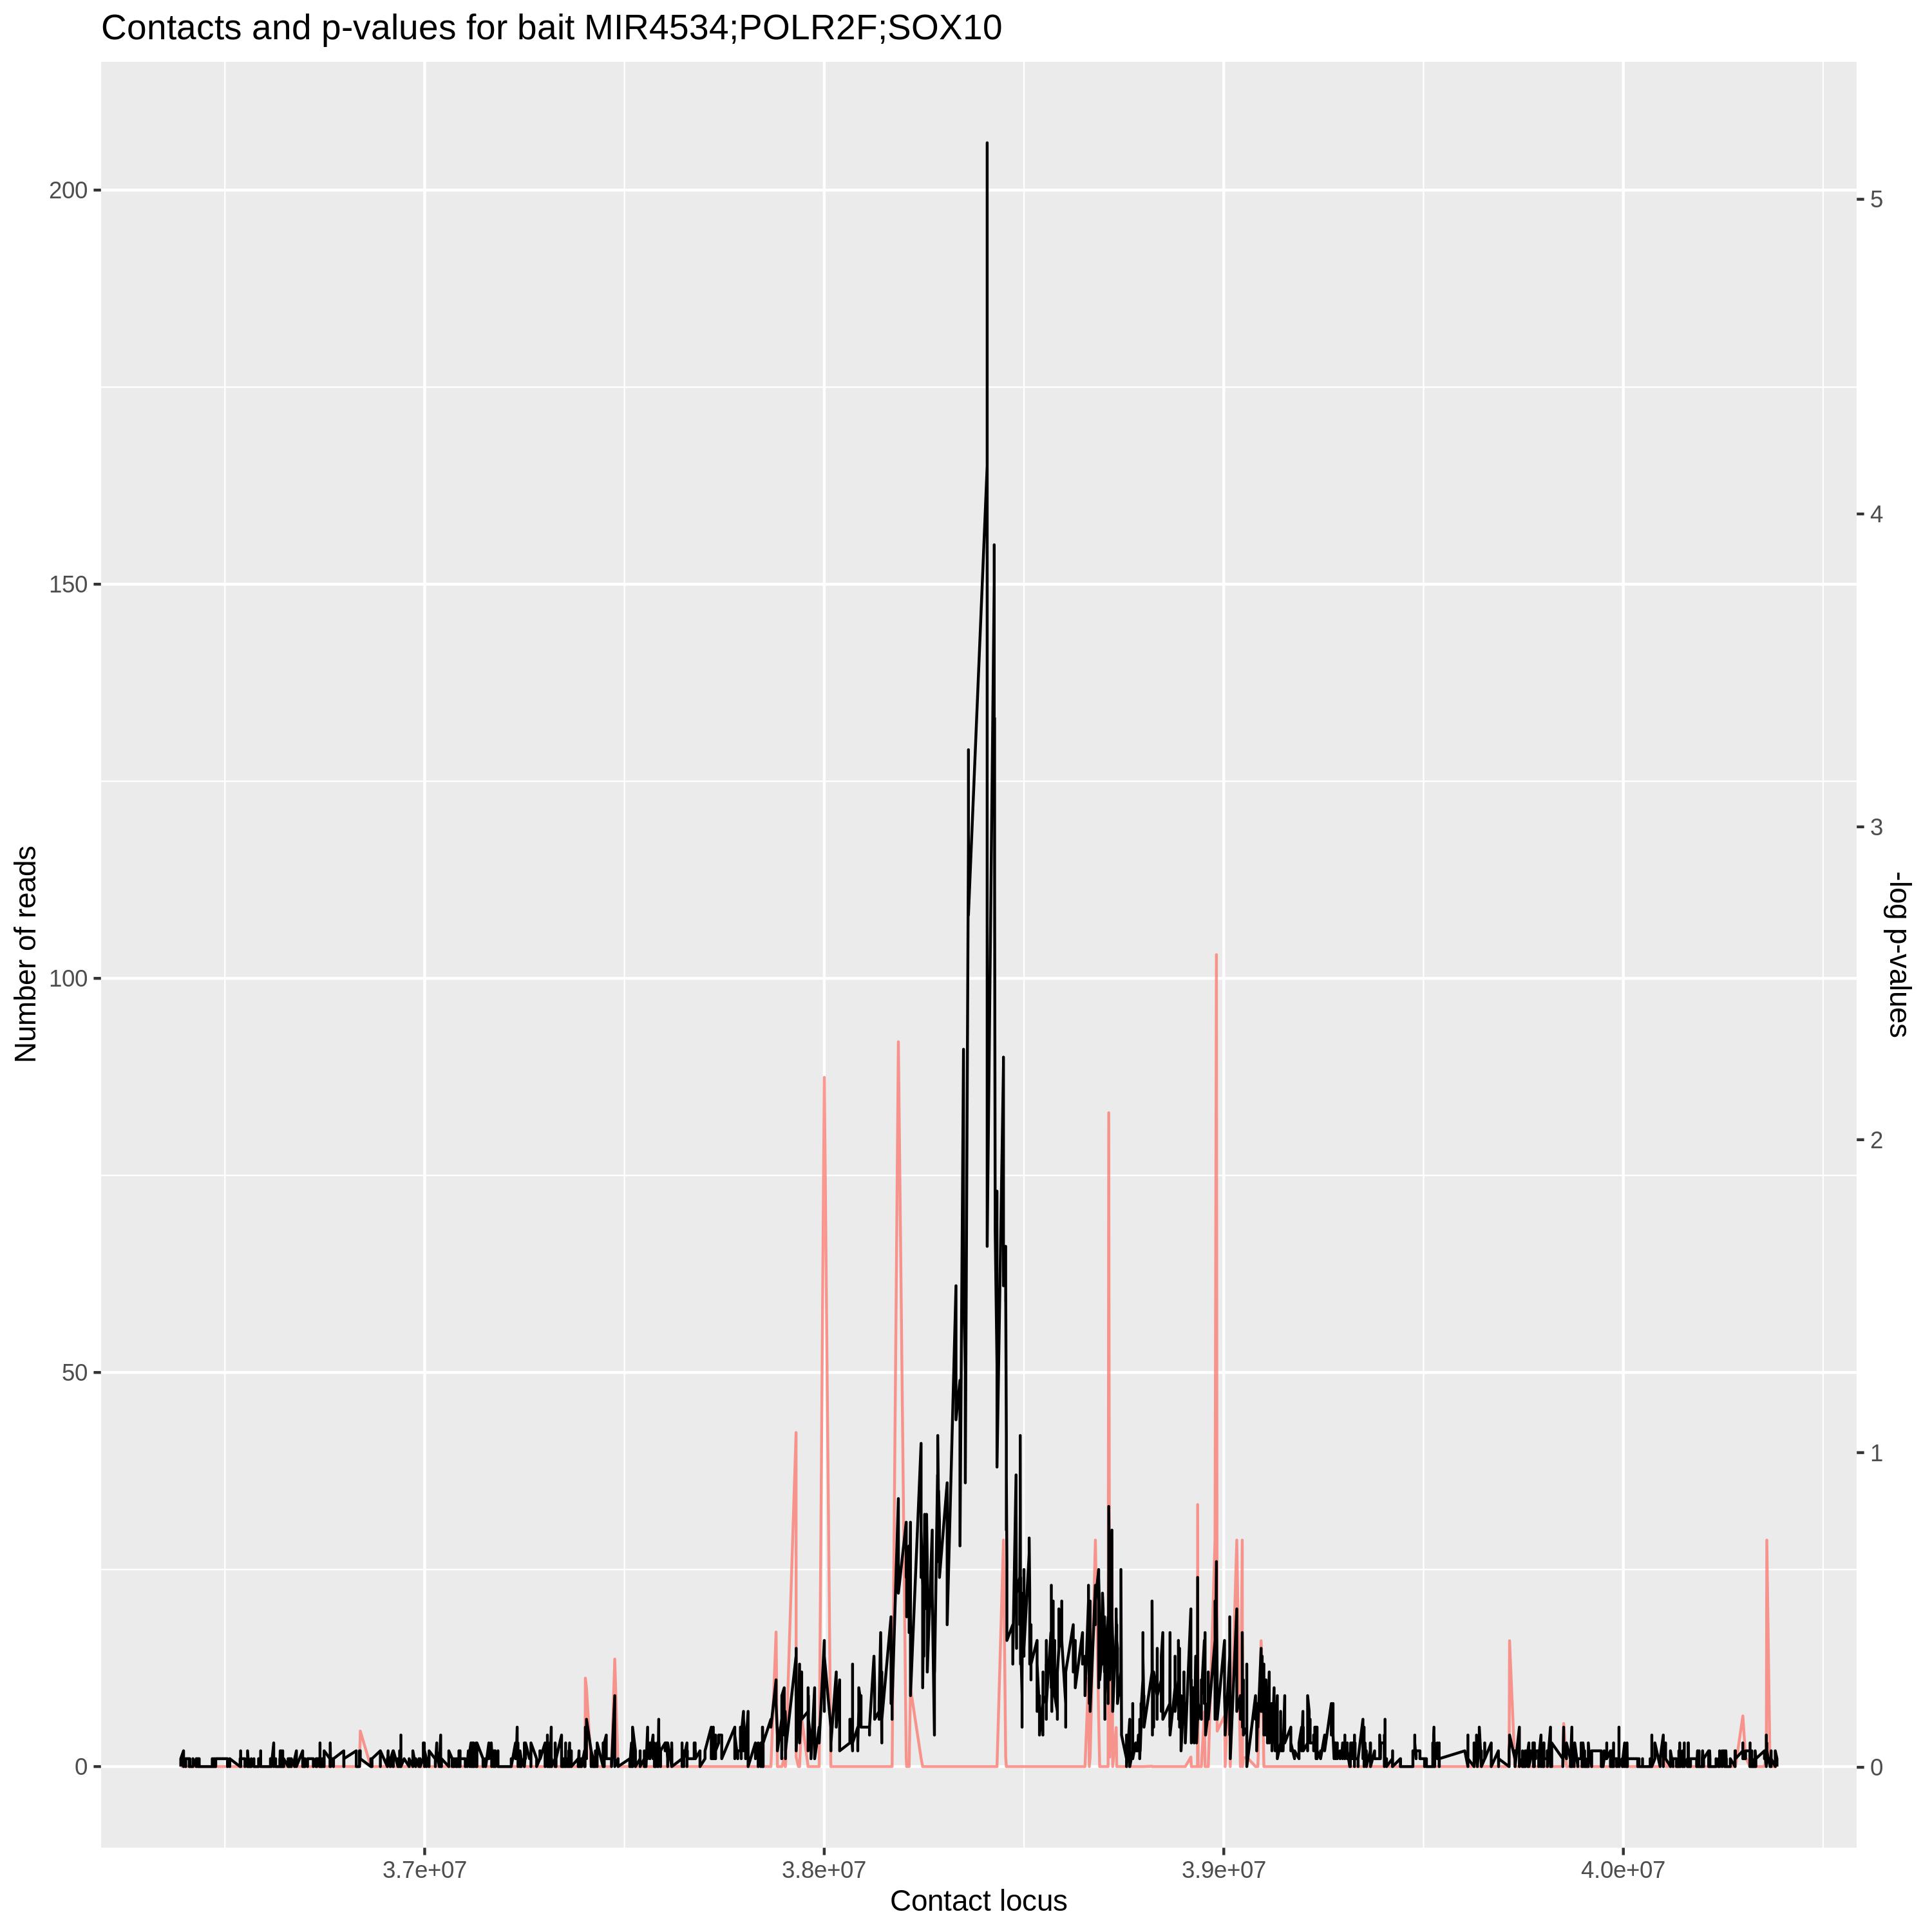 Contacts and p-values for bait MIR4534;POLR2F;SOX10
200
150
100
50
0
Number of reads
5
4
3
2
1
0
-log p-values
3.7e+07 3.8e+07 3.9e+07 4.0e+07
Contact locus